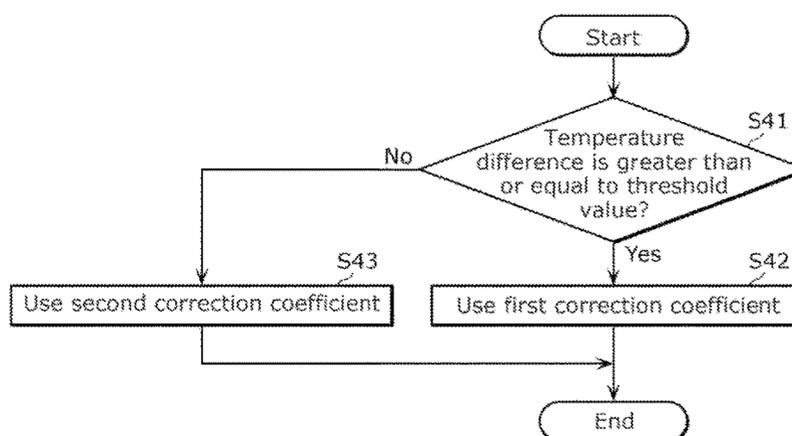 Start
S41
Temperature
difference is greater than
or equal to threshold
value?
No
Yes
S43
S42
Use second correction coefficient
Use first correction coefficient
End